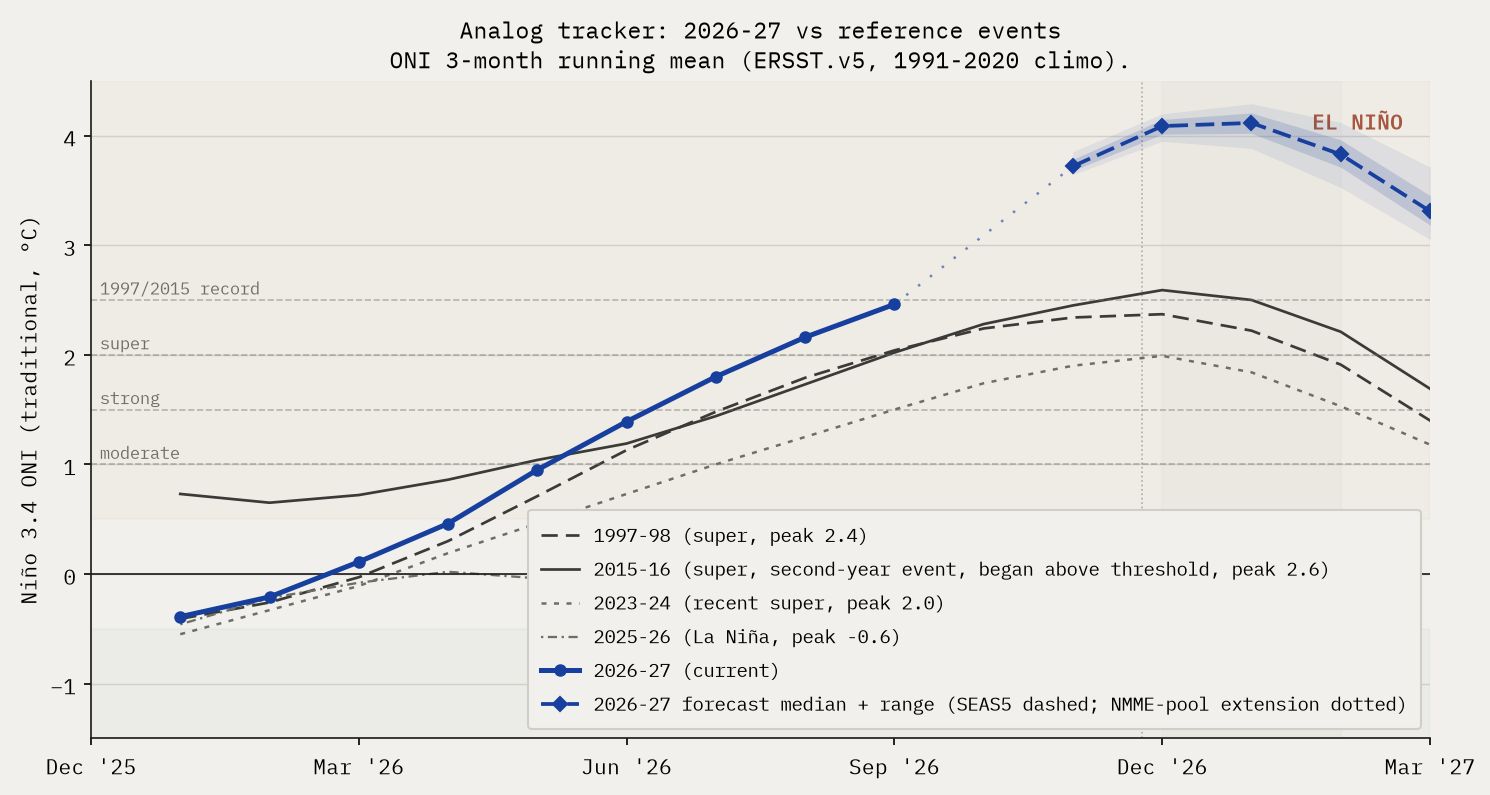 Analog tracker: 2026-27 vs reference events
ONI 3-month running mean (ERSST.v5, 1991-2020 climo).
Niño 3.4 ONI (traditional, °C)
4
3
2
1
0
−1
EL NIÑO
1997/2015 record
super
strong
moderate
1997-98 (super, peak 2.4)
2015-16 (super, second-year event, began above threshold, peak 2.6)
2023-24 (recent super, peak 2.0)
2025-26 (La Niña, peak -0.6)
2026-27 (current)
2026-27 forecast median + range (SEAS5 dashed; NMME-pool extension dotted)
Dec '25
Mar '26
Jun '26
Sep '26
Dec '26
Mar '27